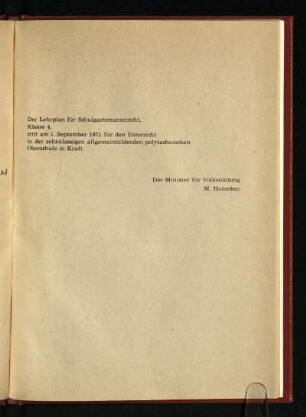 Der Lehrplan für Schulgartenunterricht,
Klasse 4,
tritt am 1. September 1971 für den Unterricht
in der zehnklassigen allgemeinbildenden polytechnischen
Oberschule in Kraft.
Der Minister für Volksbildung
M. Honecker